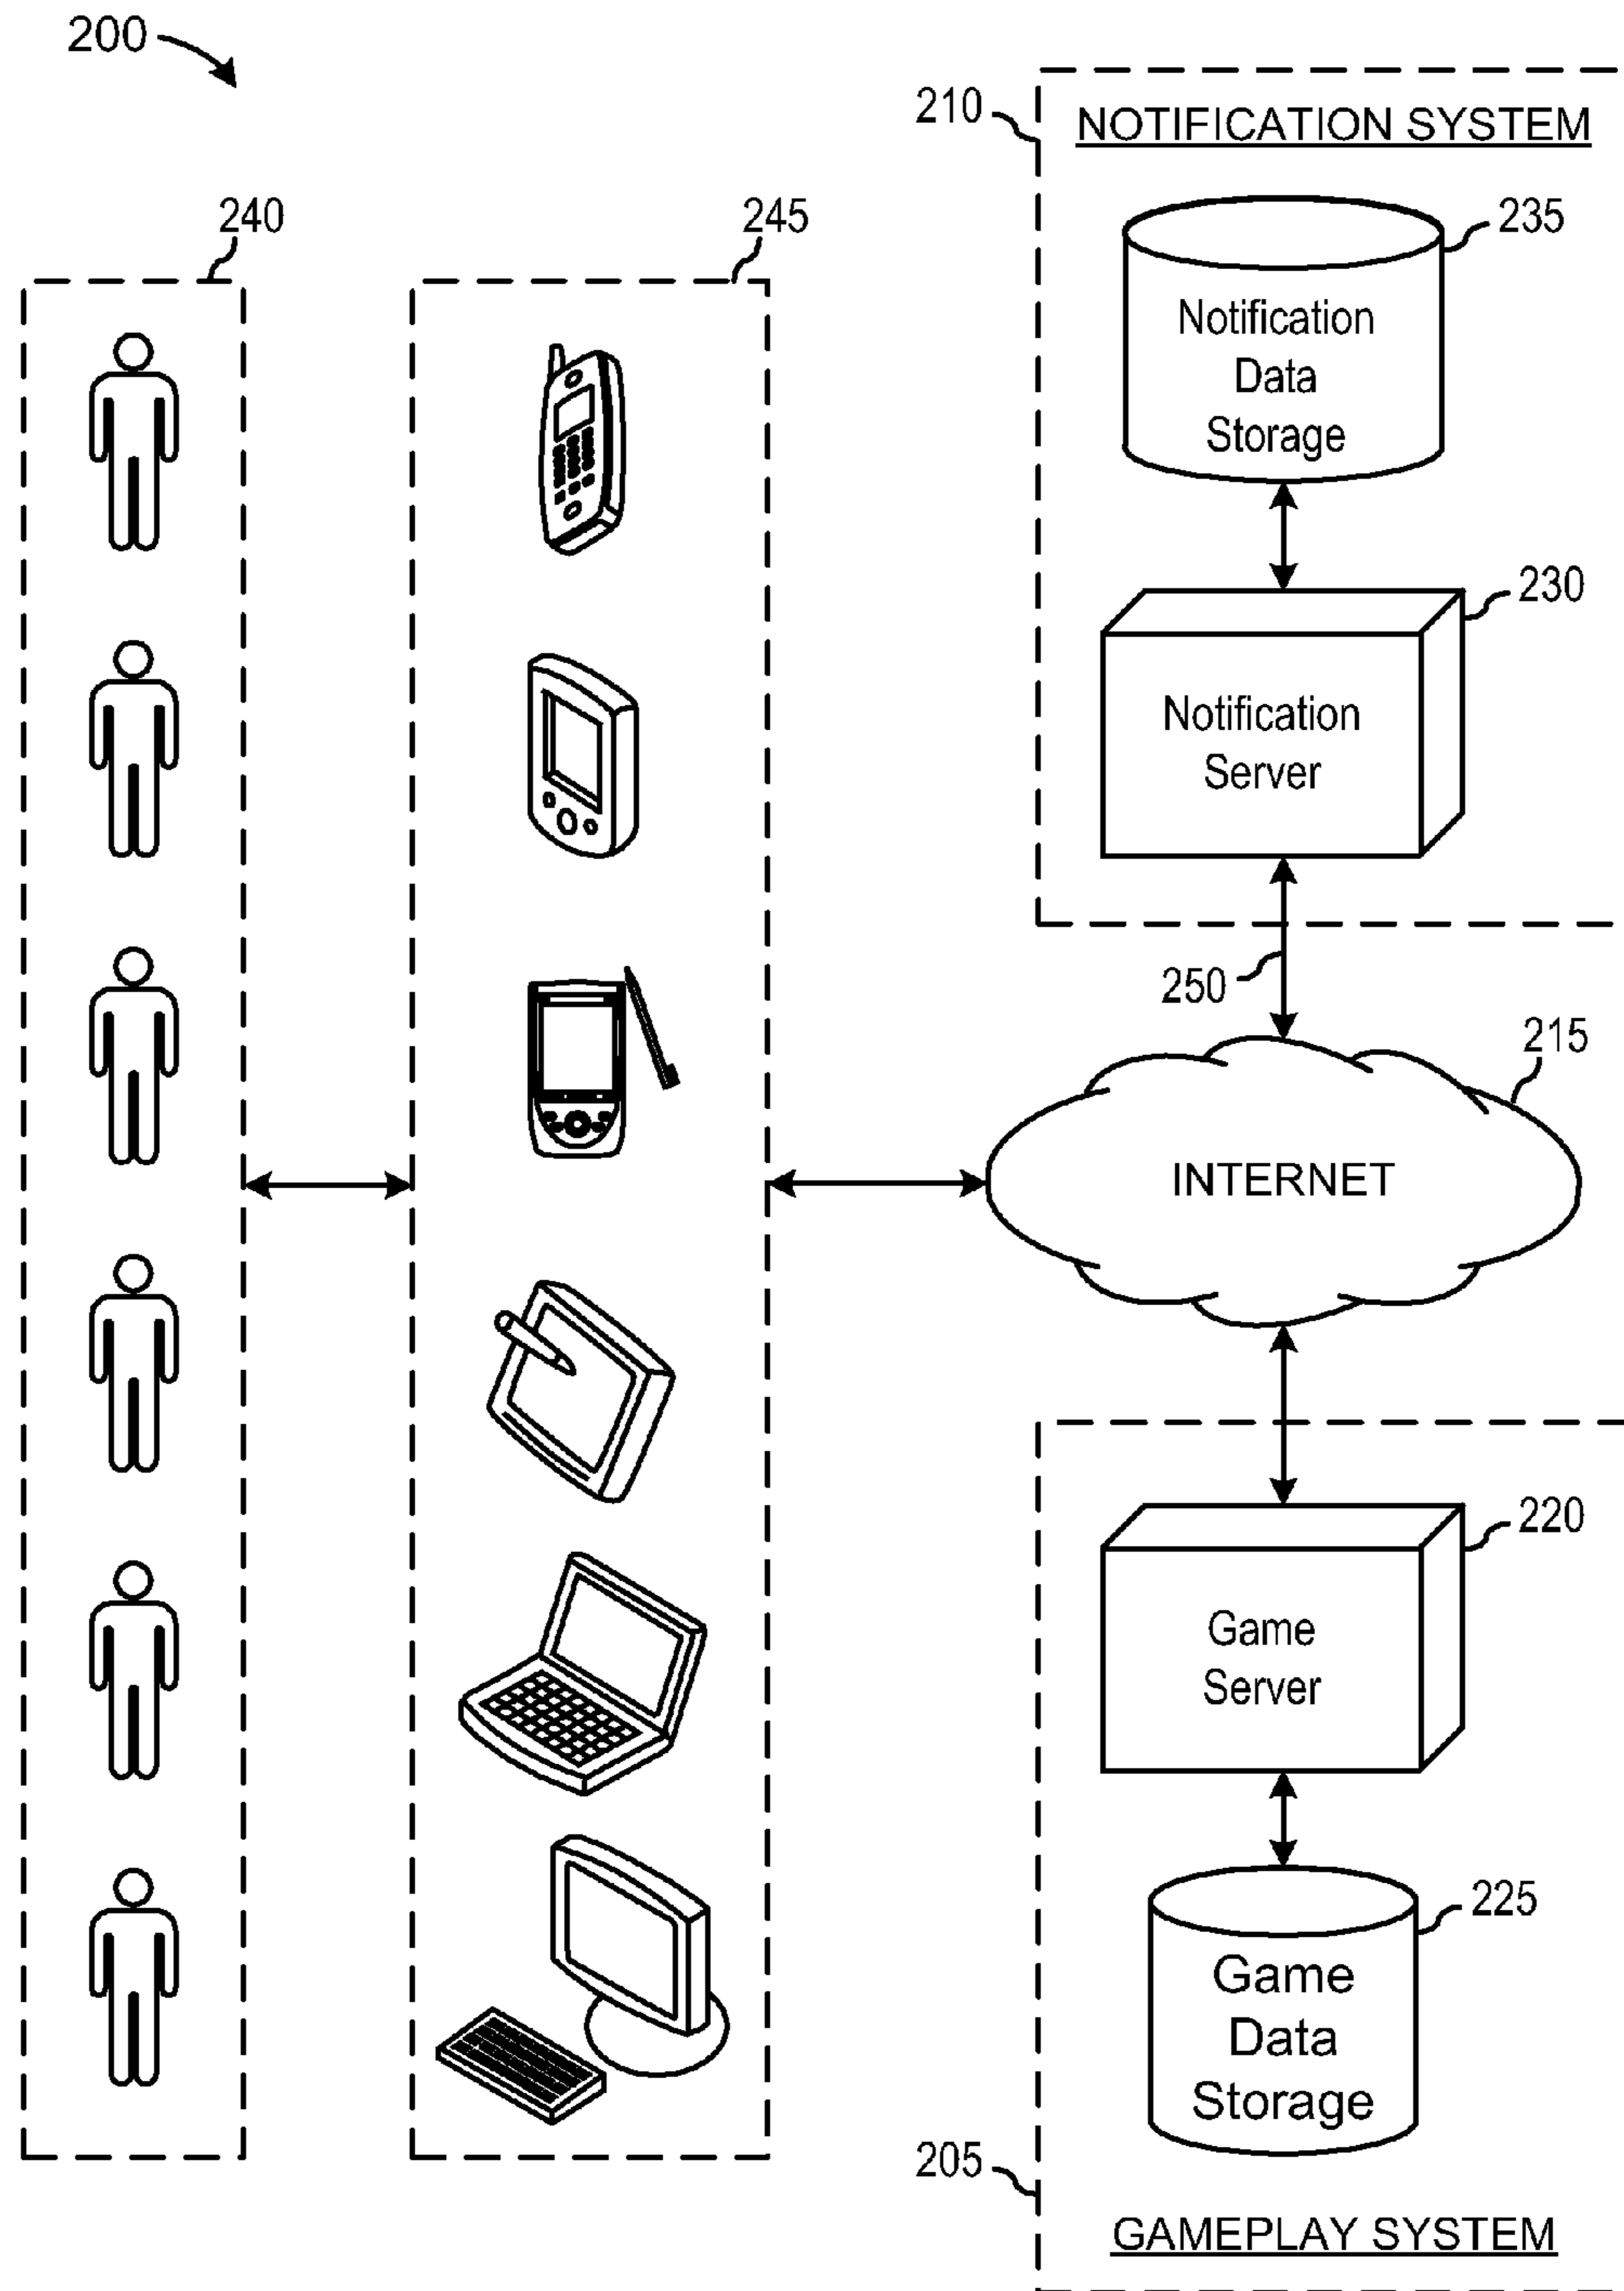 200
210
NOTIFICATION SYSTEM
240
245
235
Notification
Data
Storage
230
Notification
Server
250
215
INTERNET
220
Game
Server
225
Game
Data
Storage
205
GAMEPLAY SYSTEM